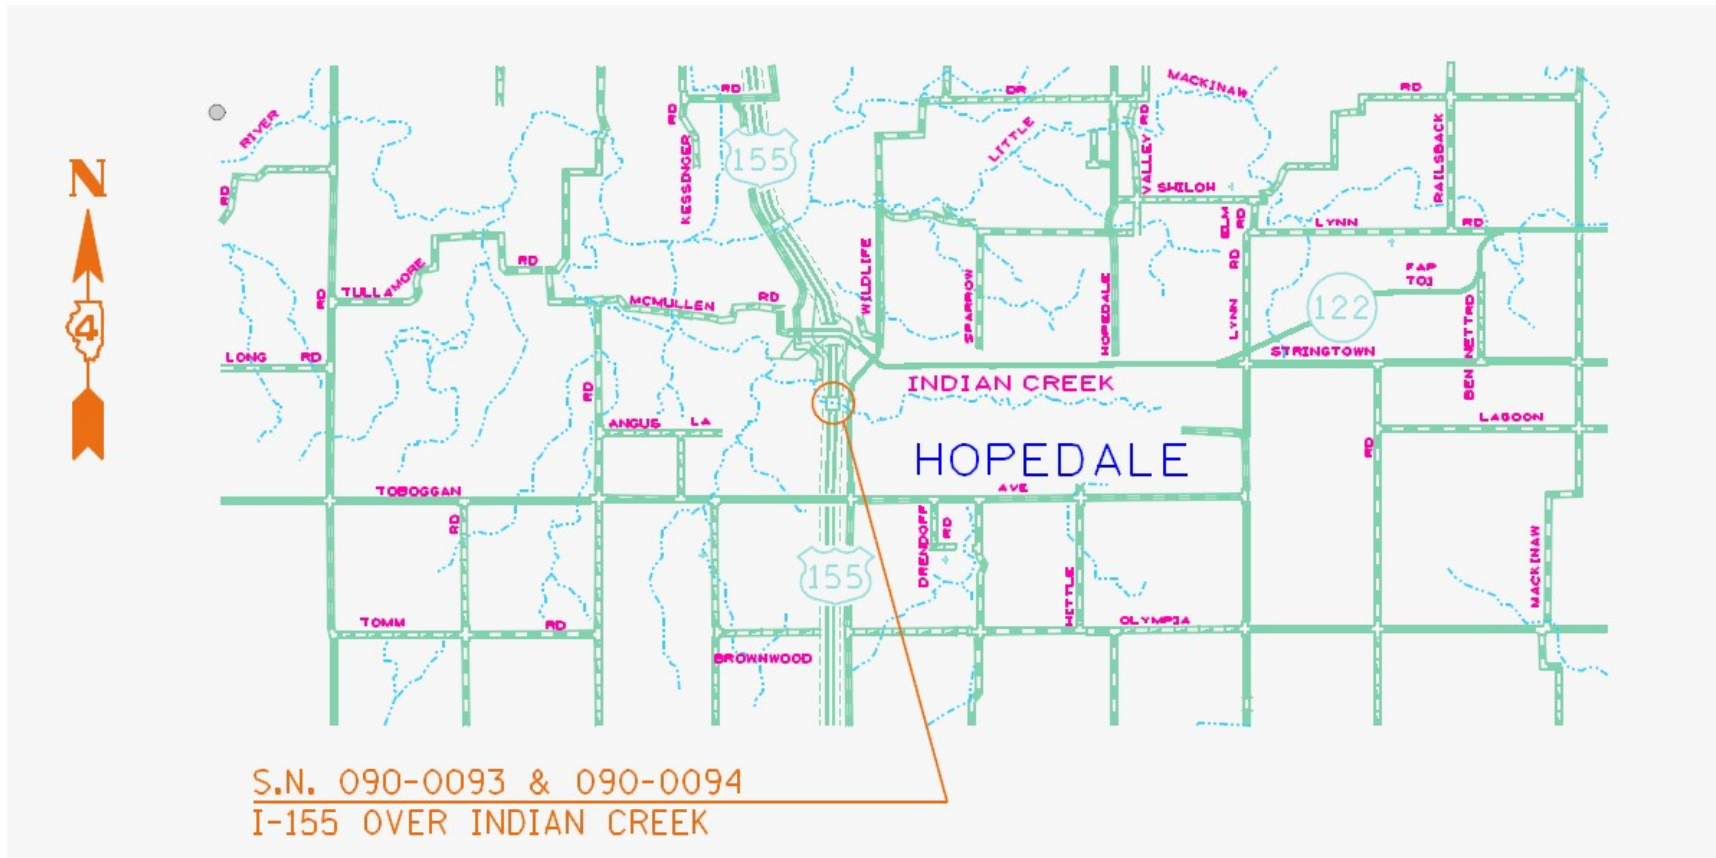 RIVER
RD
KESSINGER
RD
RD
155
LITTLE
DR
VALLEY
RD
MACKINAW
RD
RAILSBACK
SHILOH
ELM
RD
LYNN
RD
RD
N
4
TULLAMORE
RD
RD
MCMULLEN
RD
WILDLIFE
SPARROW
HOPEDALE
LYNN
RD
FAP
701
122
BEN NETT RD
STRINGTOWN
LONG RD
RD
INDIAN CREEK
ANGUS LA
HOPEDALE
RD
LAGOON
TOBOGGAN
AVE
RD
155
DRENDOFF
RD
HITTLE
MACKINAW
TOMM
RD
BROWNWOOD
OLYMPIA
S.N. 090-0093 & 090-0094
I-155 OVER INDIAN CREEK